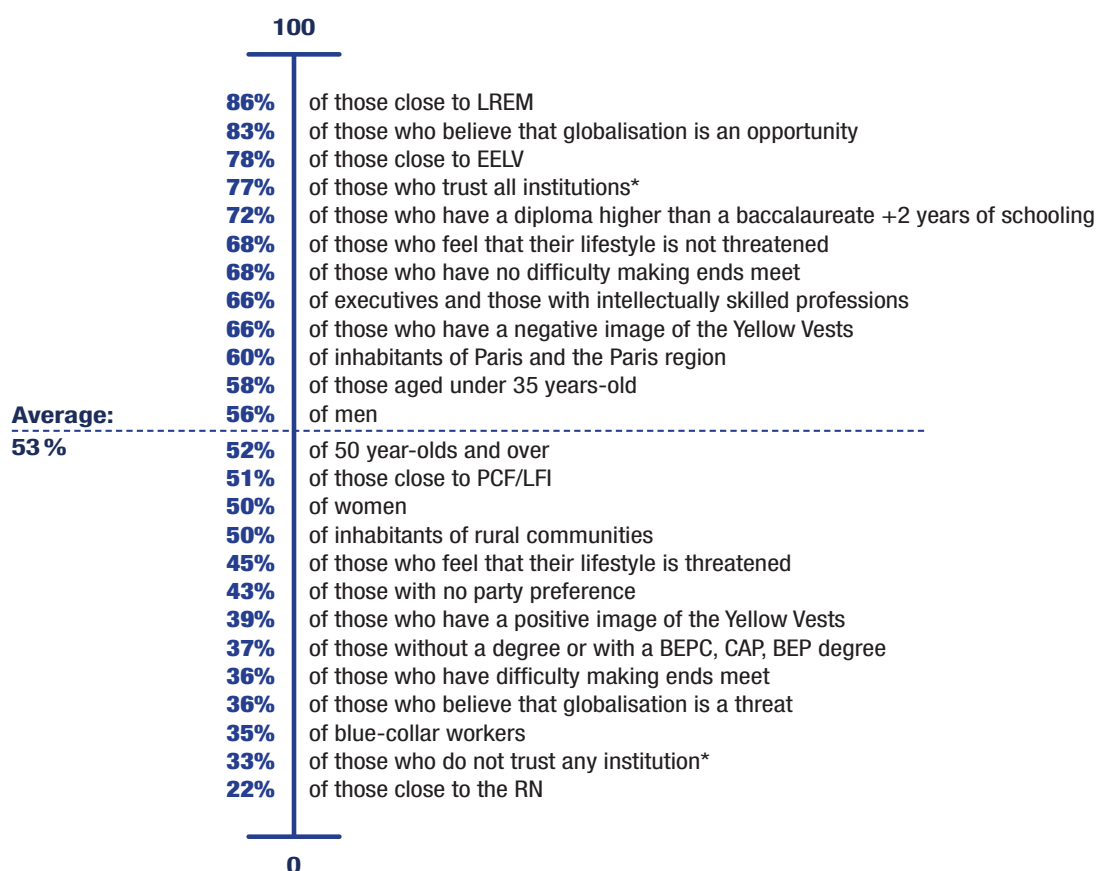 100
86% of those close to LREM
83% of those who believe that globalisation is an opportunity
78% of those close to EELV
77% of those who trust all institutions*
72% of those who have a diploma higher than a baccalaureate +2 years of schooling
68% of those who feel that their lifestyle is not threatened
68% of those who have no difficulty making ends meet
66% of executives and those with intellectually skilled professions
66% of those who have a negative image of the Yellow Vests
60% of inhabitants of Paris and the Paris region
58% of those aged under 35 years-old
Average: 56% of men
53 % 52% of 50 year-olds and over
51% of those close to PCF/LFI
50% of women
50% of inhabitants of rural communities
45% of those who feel that their lifestyle is threatened
43% of those with no party preference
39% of those who have a positive image of the Yellow Vests
37% of those without a degree or with a BEPC, CAP, BEP degree
36% of those who have difficulty making ends meet
36% of those who believe that globalisation is a threat
35% of blue-collar workers
33% of those who do not trust any institution*
22% of those close to the RN
0